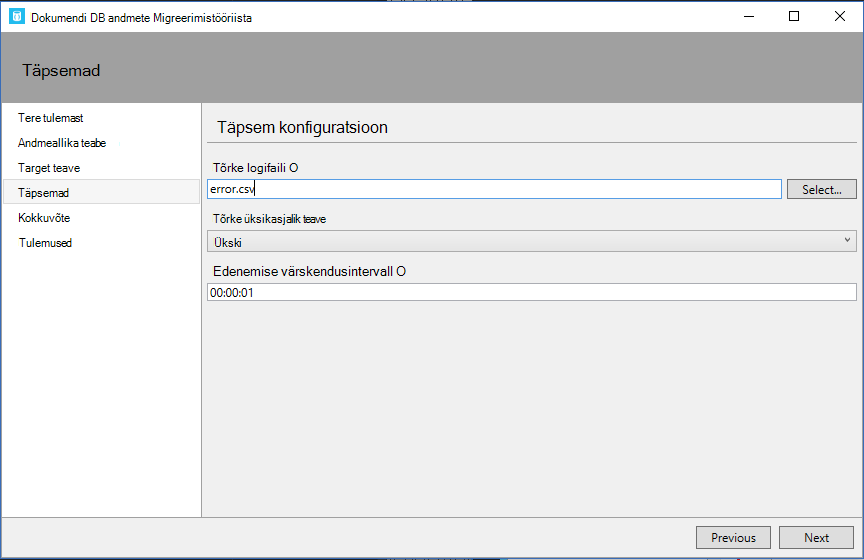 Dokumendi DB andmete Migreerimistööriista
Täpsemad
Tere tulemast
Andmeallika teabe
Target teave
Täpsemad
Kokkuvõte
Tulemused
Täpsem konfiguratsioon
Tõrke logifaili O
error.csv
Select...
Tõrke üksikasjalik teave
Ükski
Edenemise värskendusintervall O
00:00:01
Previous
Next